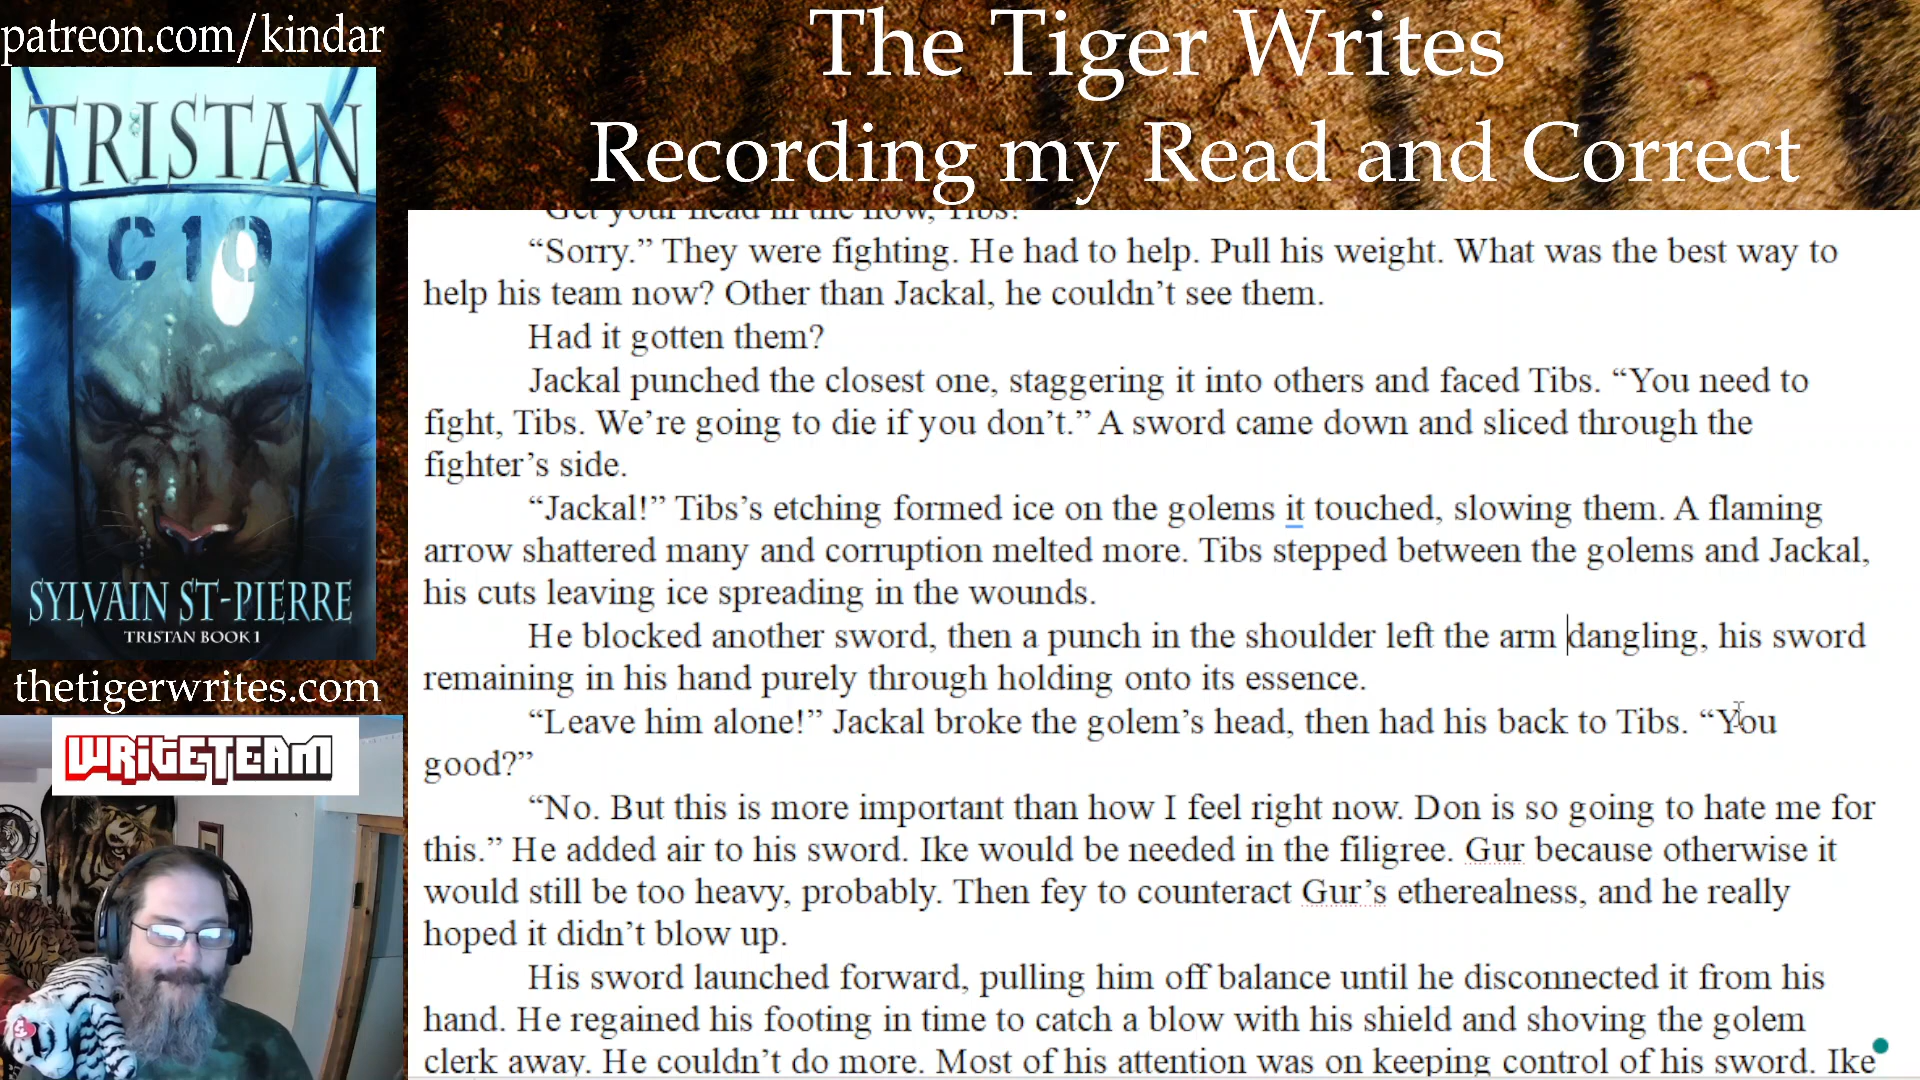 patreon.com/kindar
The Tiger Writes
Recording my Read and Correct
TRISTAN
C10
SYLVAIN ST-PIERRE
TRISTAN BOOK 1
thetigerwrites.com
WRITETEAM
"Get your head in the now, Tibs!"
“Sorry.” They were fighting. He had to help. Pull his weight. What was the best way to
help his team now? Other than Jackal, he couldn’t see them.
Had it gotten them?
Jackal punched the closest one, staggering it into others and faced Tibs. “You need to
fight, Tibs. We’re going to die if you don’t.” A sword came down and sliced through the
fighter’s side.
“Jackal!” Tibs’s etching formed ice on the golems it touched, slowing them. A flaming
arrow shattered many and corruption melted more. Tibs stepped between the golems and Jackal,
his cuts leaving ice spreading in the wounds.
He blocked another sword, then a punch in the shoulder left the arm dangling, his sword
remaining in his hand purely through holding onto its essence.
“Leave him alone!” Jackal broke the golem’s head, then had his back to Tibs. “You
good?”
“No. But this is more important than how I feel right now. Don is so going to hate me for
this.” He added air to his sword. Ike would be needed in the filigree. Gur because otherwise it
would still be too heavy, probably. Then fey to counteract Gur’s etherealness, and he really
hoped it didn’t blow up.
His sword launched forward, pulling him off balance until he disconnected it from his
hand. He regained his footing in time to catch a blow with his shield and shoving the golem
clerk away. He couldn’t do more. Most of his attention was on keeping control of his sword. Ike